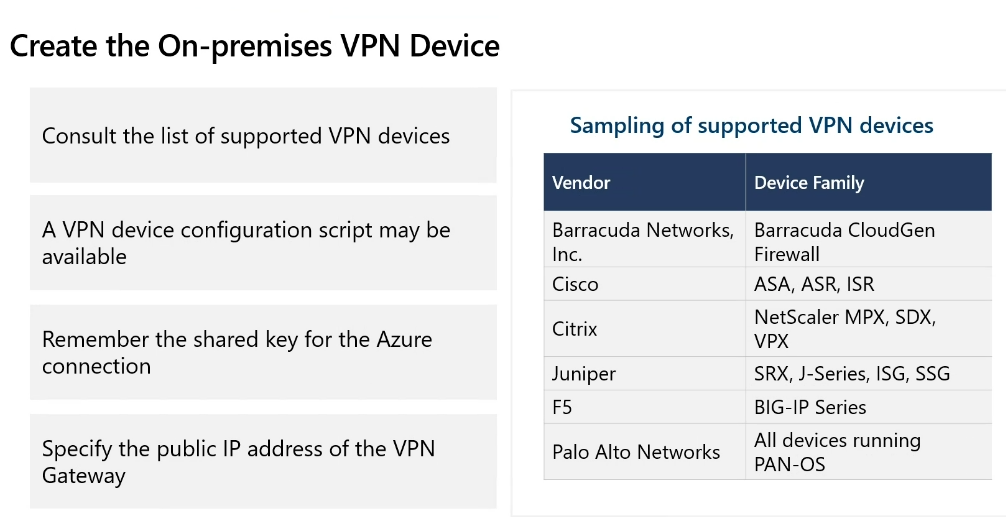 Create the On-premises VPN Device
Consult the list of supported VPN devices
A VPN device configuration script may be
available
Remember the shared key for the Azure
connection
Specify the public IP address of the VPN
Gateway
Sampling of supported VPN devices
Vendor Device Family
Barracuda Networks, Barracuda CloudGen
Inc. Firewall
Cisco ASA, ASR, ISR
Citrix NetScaler MPX, SDX,
VPX
Juniper SRX, J-Series, ISG, SSG
F5 BIG-IP Series
Palo Alto Networks All devices running
PAN-OS